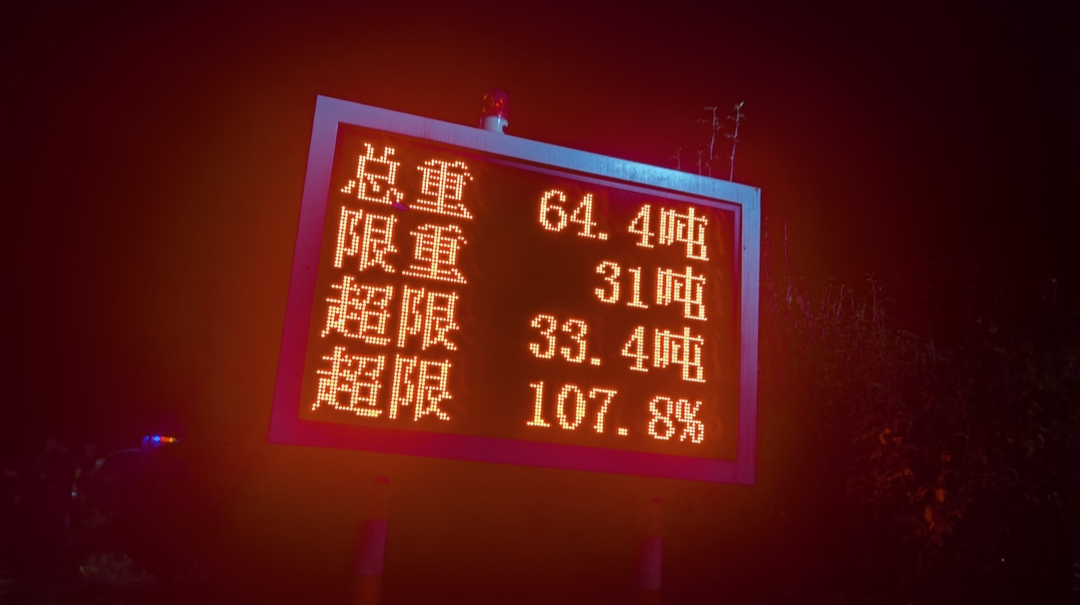 总重 64.4吨
限重 31吨
超限 33.4吨
超限 107.8%